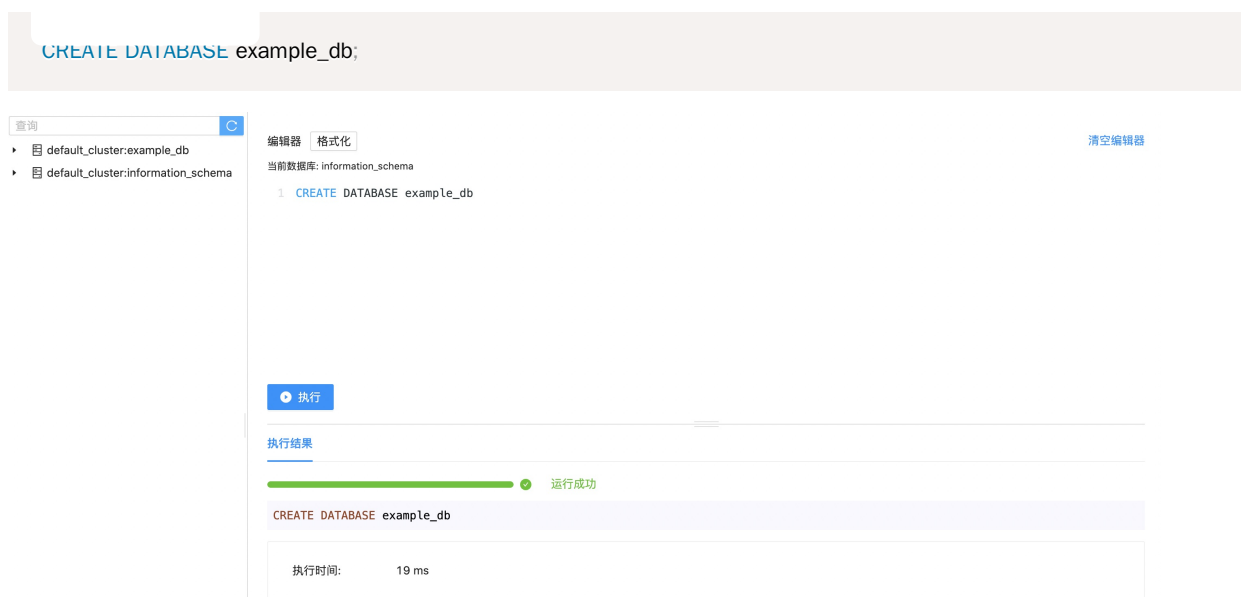 CREATE DATABASE example_db;
查询
default_cluster:example_db
default_cluster:information_schema
编辑器 格式化 清空编辑器
当前数据库: information_schema
1 CREATE DATABASE example_db
执行
执行结果
运行成功
CREATE DATABASE example_db
执行时间: 19 ms